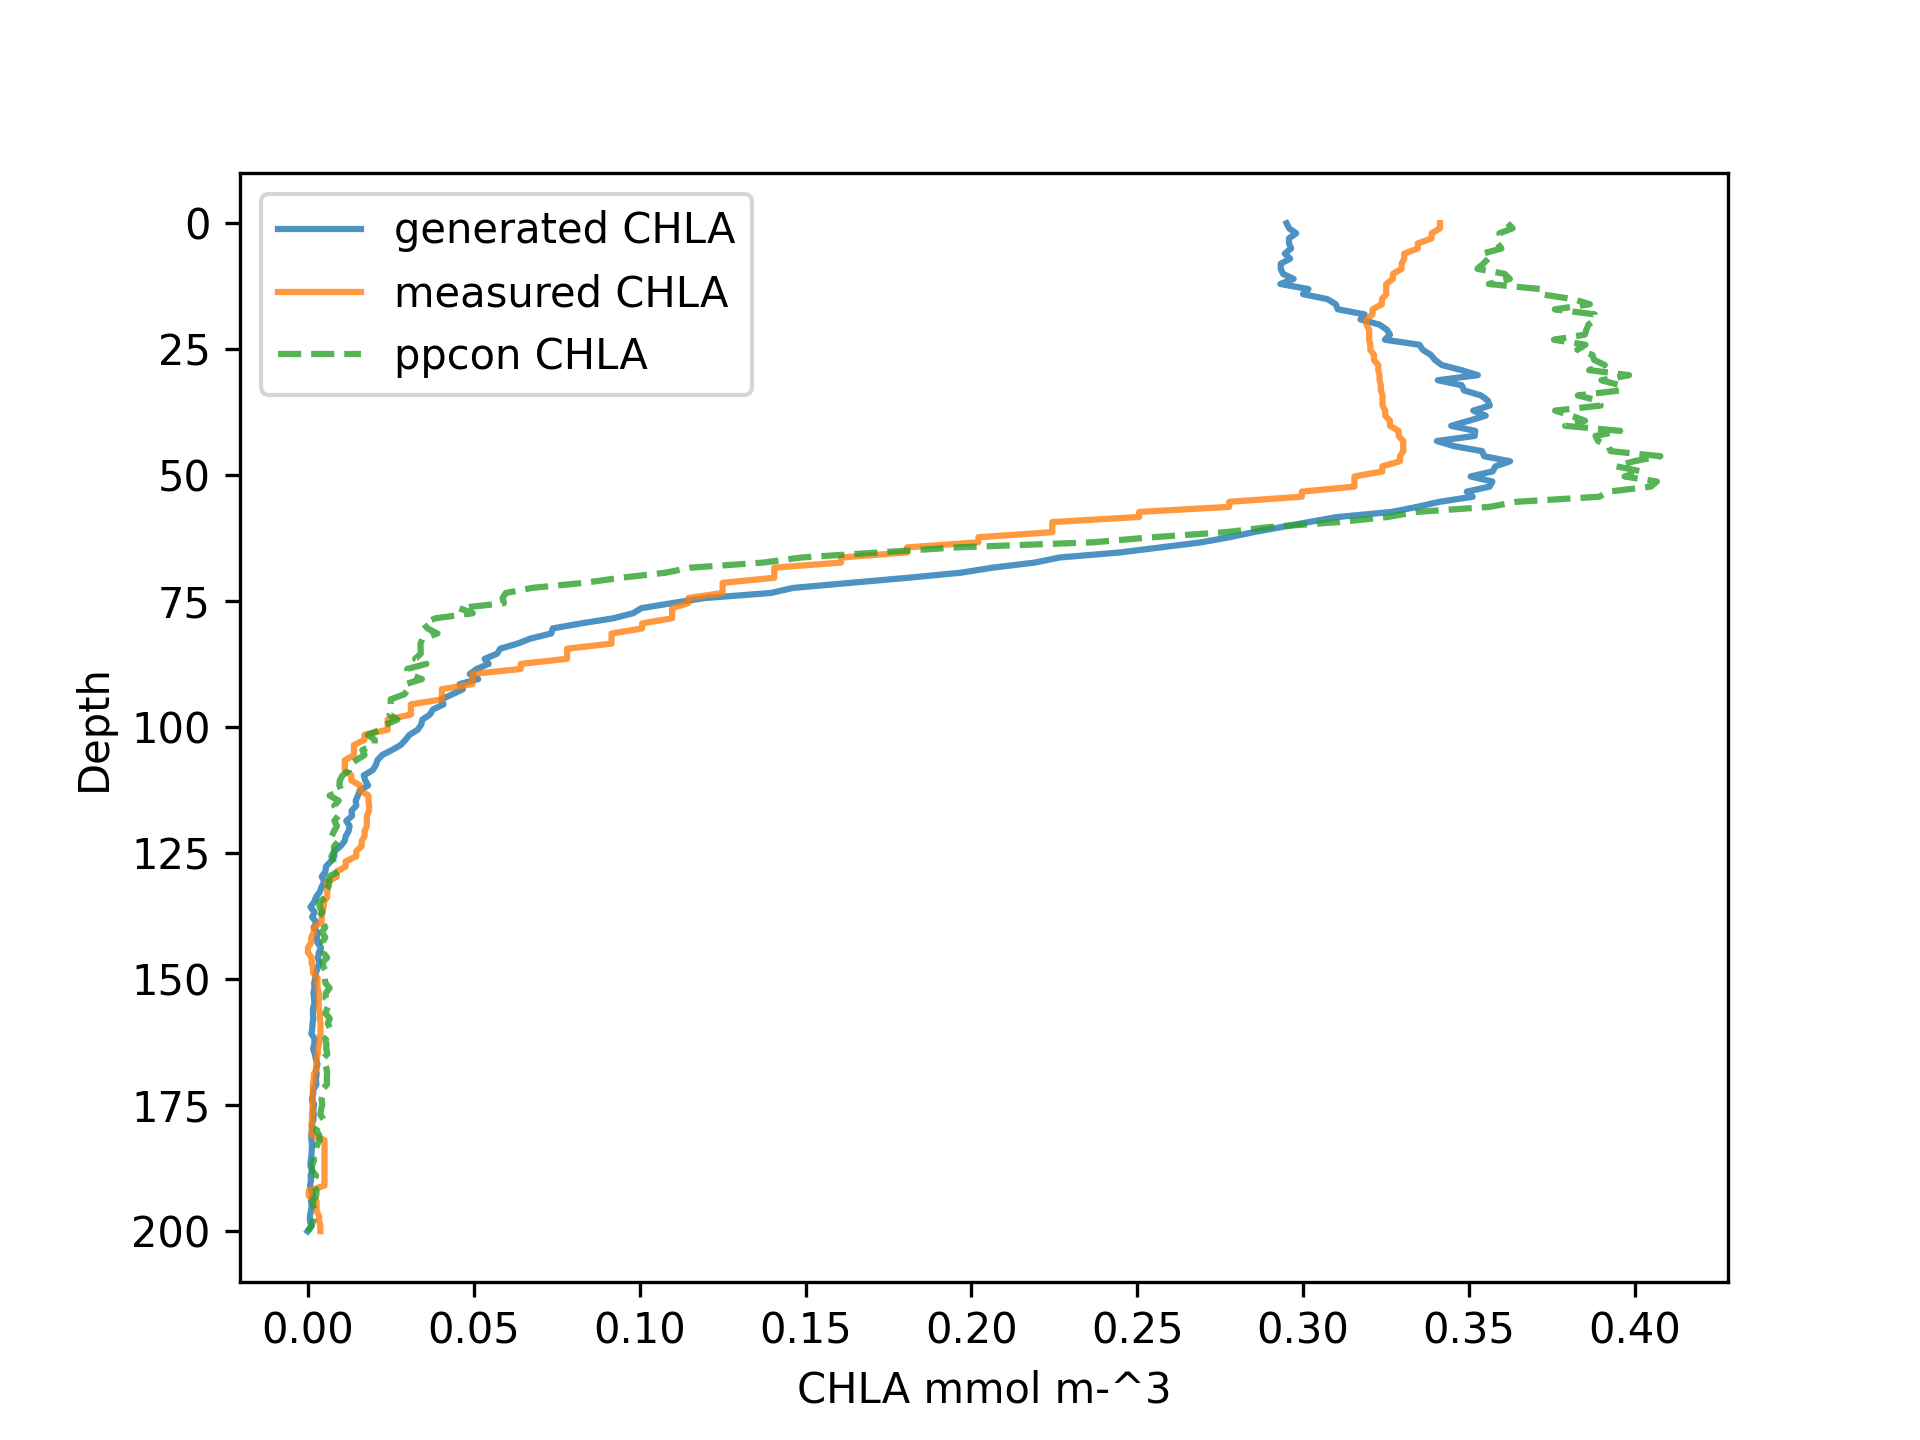 generated CHLA
measured CHLA
ppcon CHLA
0
25
50
75
100
125
150
175
200
Depth
0.00 0.05 0.10 0.15 0.20 0.25 0.30 0.35 0.40
CHLA mmol m-^3